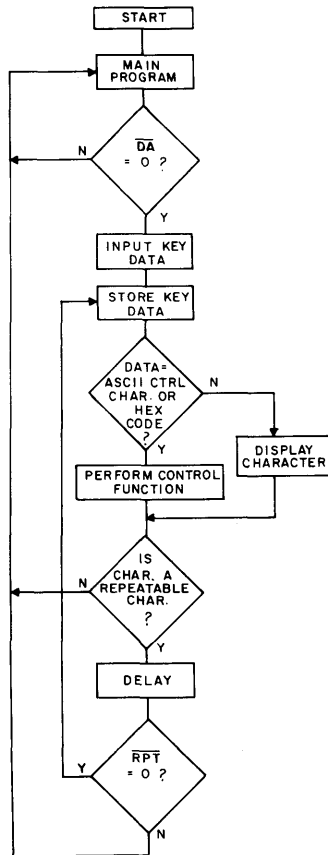 START
MAIN
PROGRAM
DA
= 0 ?
N
Y
INPUT KEY
DATA
STORE KEY
DATA
DATA=
ASCII CTRL
CHAR. OR
HEX
CODE
?
N
Y
DISPLAY
CHARACTER
PERFORM CONTROL
FUNCTION
IS
CHAR. A
REPEATABLE
CHAR.
?
N
Y
DELAY
RPT
= 0 ?
Y
N